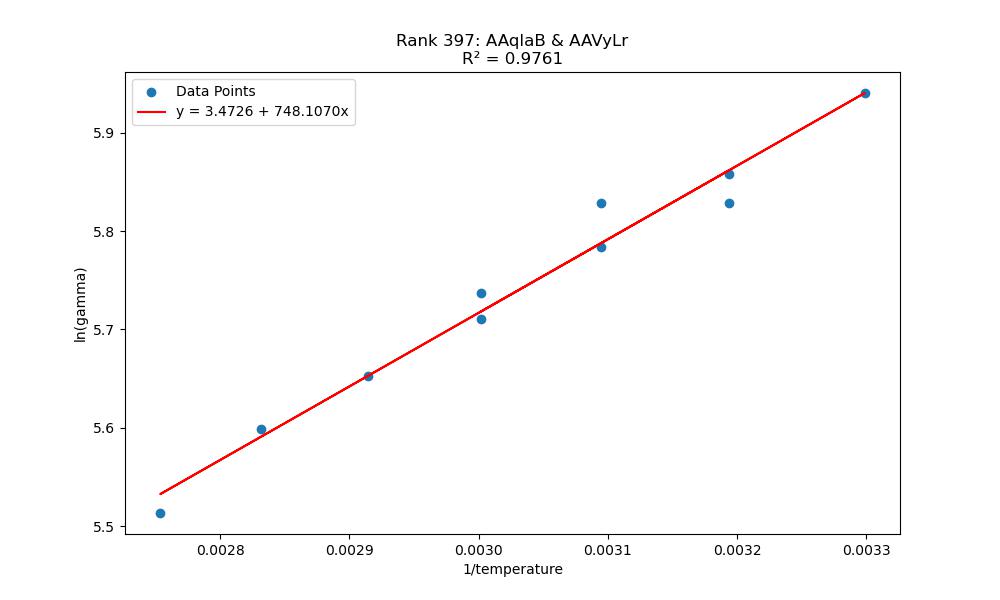 Rank 397: AAqlaB & AAVyLr
R² = 0.9761
Data Points
y = 3.4726 + 748.1070x
ln(gamma)
5.9
5.8
5.7
5.6
5.5
0.0028
0.0029
0.0030
0.0031
0.0032
0.0033
1/temperature